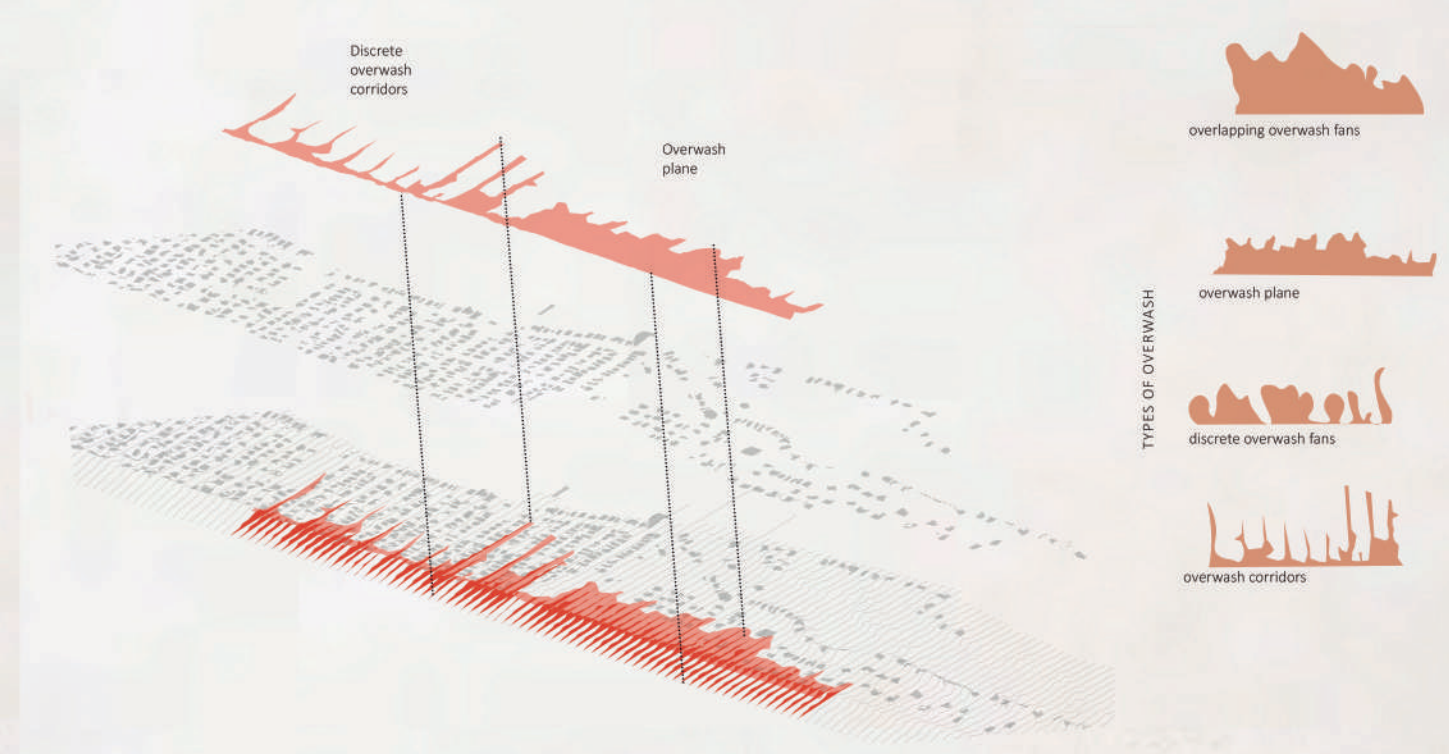 Discrete
overwash
corridors
Overwash
plane
TYPES OF OVERWASH
overlapping overwash fans
overwash plane
discrete overwash fans
overwash corridors